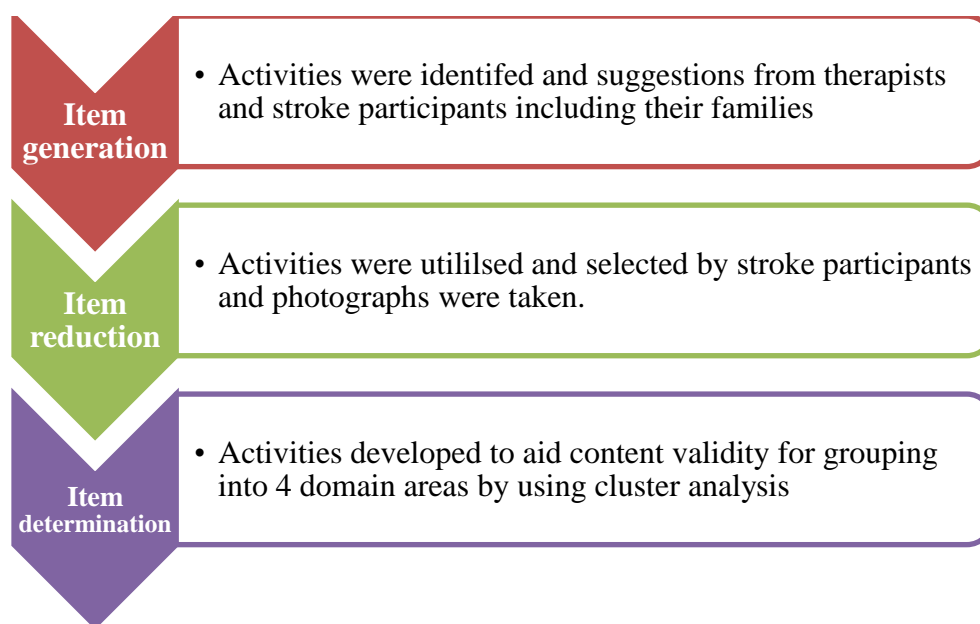 Item
generation
• Activities were identifed and suggestions from therapists
and stroke participants including their families
Item
reduction
• Activities were utililsed and selected by stroke participants
and photographs were taken.
Item
determination
• Activities developed to aid content validity for grouping
into 4 domain areas by using cluster analysis